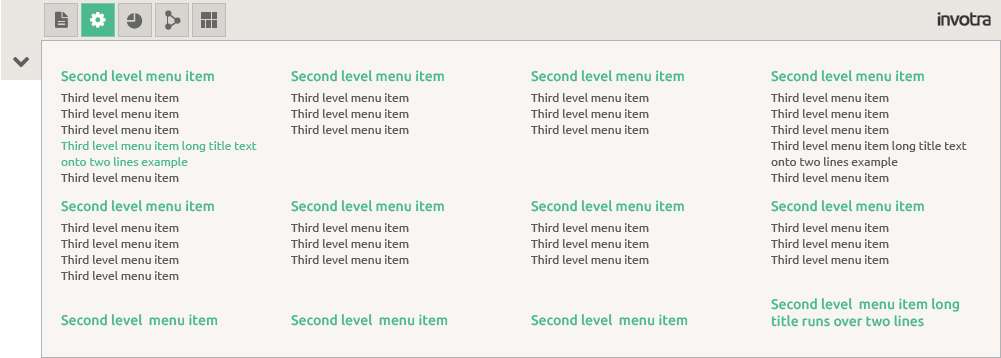 invotra
Second level menu item
Third level menu item
Third level menu item
Third level menu item
Third level menu item long title text
onto two lines example
Third level menu item
Second level menu item
Third level menu item
Third level menu item
Third level menu item
Second level menu item
Third level menu item
Third level menu item
Third level menu item
Second level menu item
Third level menu item
Third level menu item
Third level menu item
Third level menu item long title text
onto two lines example
Third level menu item
Second level menu item
Third level menu item
Third level menu item
Third level menu item
Third level menu item
Second level menu item
Third level menu item
Third level menu item
Third level menu item
Second level menu item
Third level menu item
Third level menu item
Third level menu item
Second level menu item
Third level menu item
Third level menu item
Third level menu item
Second level  menu item
Second level  menu item
Second level  menu item
Second level  menu item long
title runs over two lines